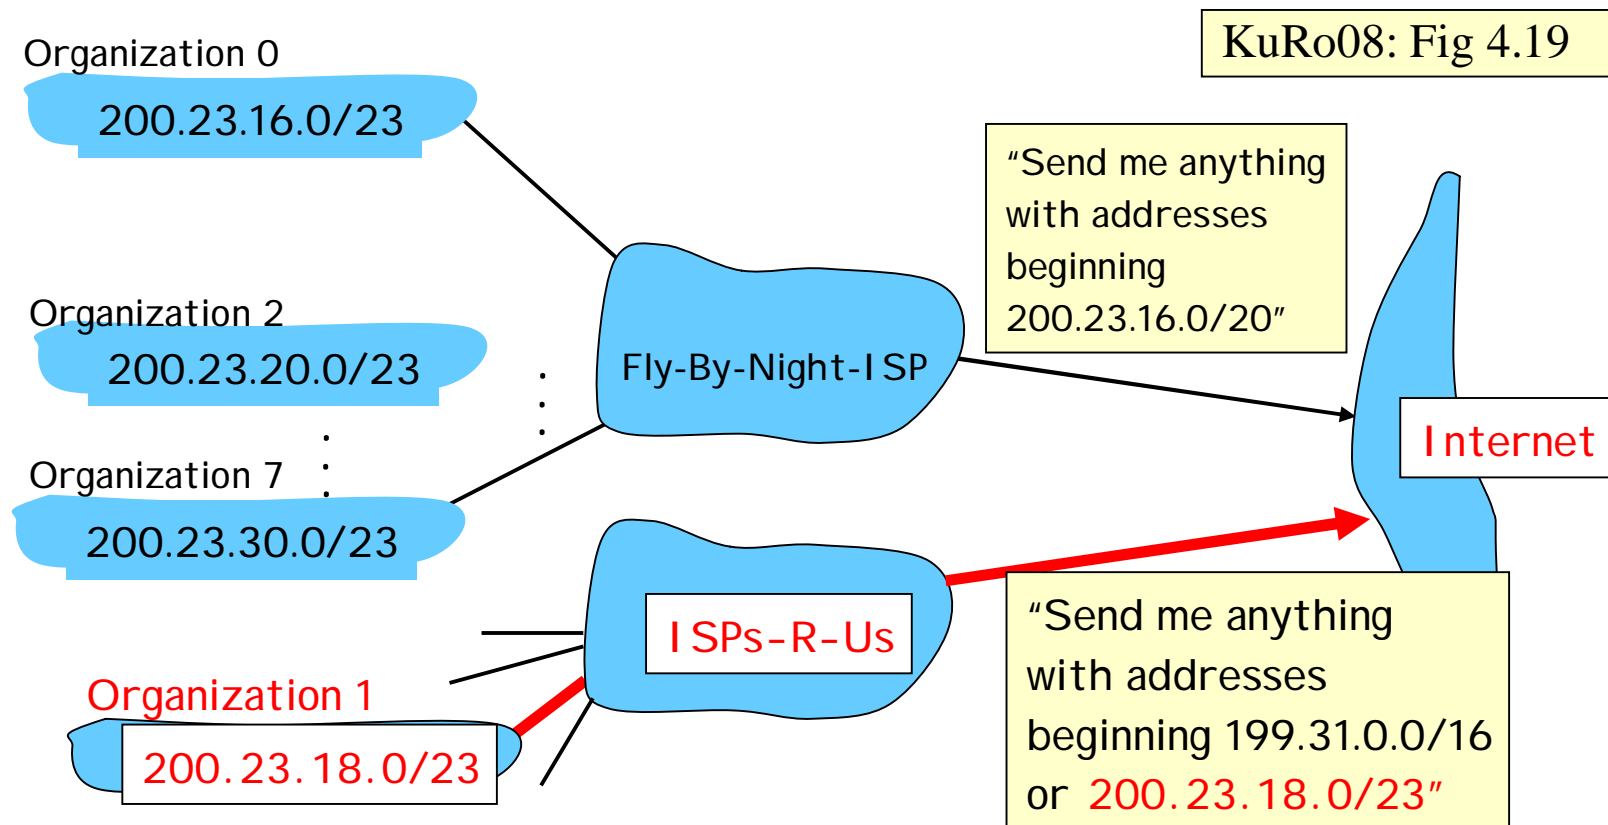 KuRo08: Fig 4.19
Organization 0
200.23.16.0/23
"Send me anything
with addresses
beginning
200.23.16.0/20"
Organization 2
200.23.20.0/23
Fly-By-Night-ISP
Internet
Organization 7
200.23.30.0/23
ISPs-R-Us
Organization 1
200.23.18.0/23
"Send me anything
with addresses
beginning 199.31.0.0/16
or 200.23.18.0/23"